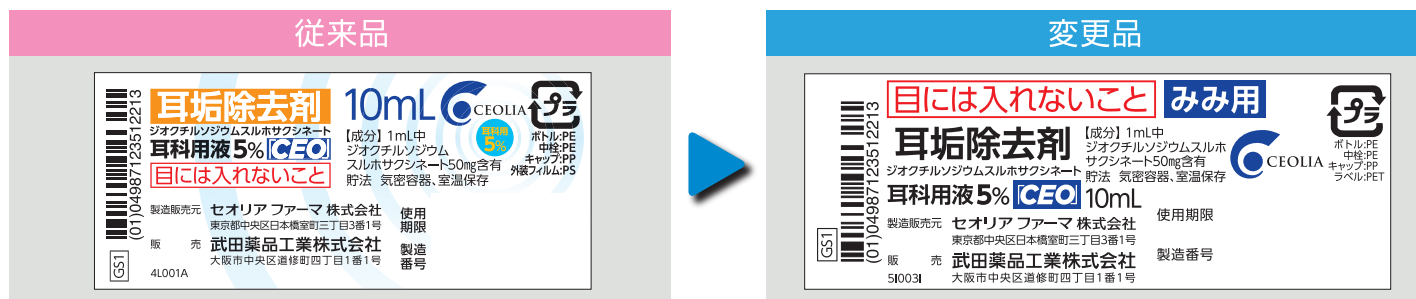 従来品
(01)04987123512213
GS1
耳垢除去剤
ジオクチルソジウムスルホサクシネート
耳科用液5% CEO
目には入れないこと
10mL
CEOLIA
耳科用
5%
【成分】1mL中
ジオクチルソジウム
スルホサクシネート50mg含有
貯法 気密容器、室温保存
プラ
ボトル:PE
中栓:PE
キャップ:PP
外装フィルム:PS
製造販売元 セオリア ファーマ 株式会社
東京都中央区日本橋室町三丁目3番1号
販 売 武田薬品工業株式会社
大阪市中央区道修町四丁目1番1号
4L001A
使用
期限
製造
番号
変更品
(01)04987123512213
GS1
目には入れないこと みみ用
耳垢除去剤
ジオクチルソジウムスルホサクシネート
耳科用液5% CEO 10mL
【成分】1mL中
ジオクチルソジウムスルホ
サクシネート50mg含有
貯法 気密容器、室温保存
CEOLIA
プラ
ボトル:PE
中栓:PE
キャップ:PP
ラベル:PET
製造販売元 セオリア ファーマ 株式会社
東京都中央区日本橋室町三丁目3番1号
販 売 武田薬品工業株式会社
大阪市中央区道修町四丁目1番1号
5I003I
使用期限
製造番号